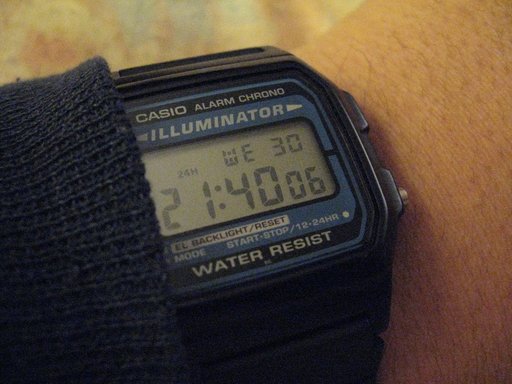 CASIO ALARM CHRONO
ILLUMINATOR
WE 30
24H
21:40 06
EL BACKLIGHT/RESET
MODE START·STOP/12·24HR
WATER RESIST